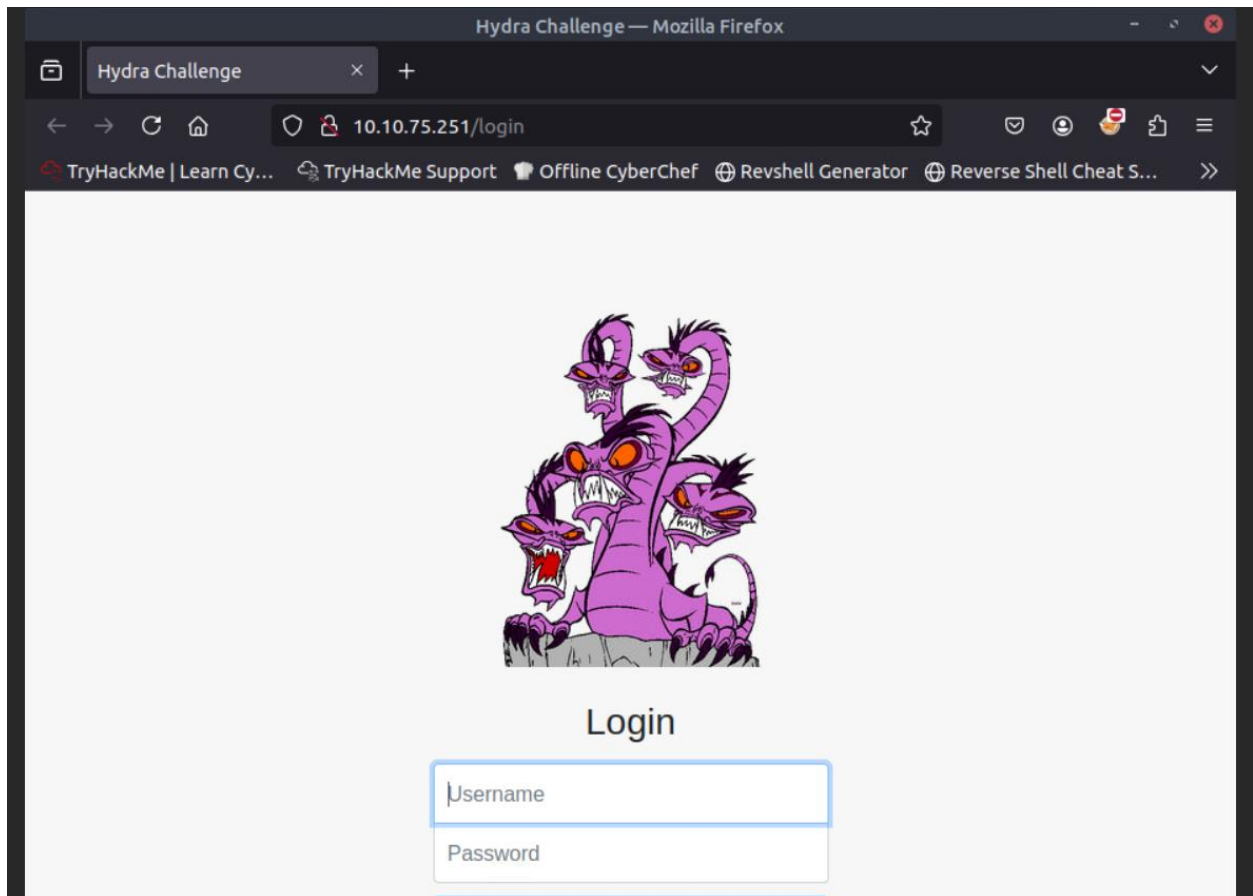 Hydra Challenge — Mozilla Firefox
Hydra Challenge
10.10.75.251/login
TryHackMe | Learn Cy... TryHackMe Support Offline CyberChef Revshell Generator Reverse Shell Cheat S...
Login
Username
Password